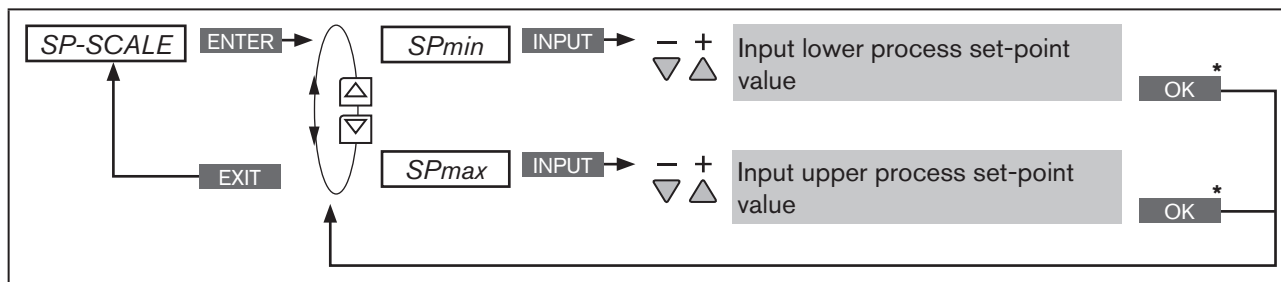 SP-SCALE ENTER SPmin INPUT − + Input lower process set-point
value
* OK
EXIT SPmax INPUT − + Input upper process set-point
value
* OK